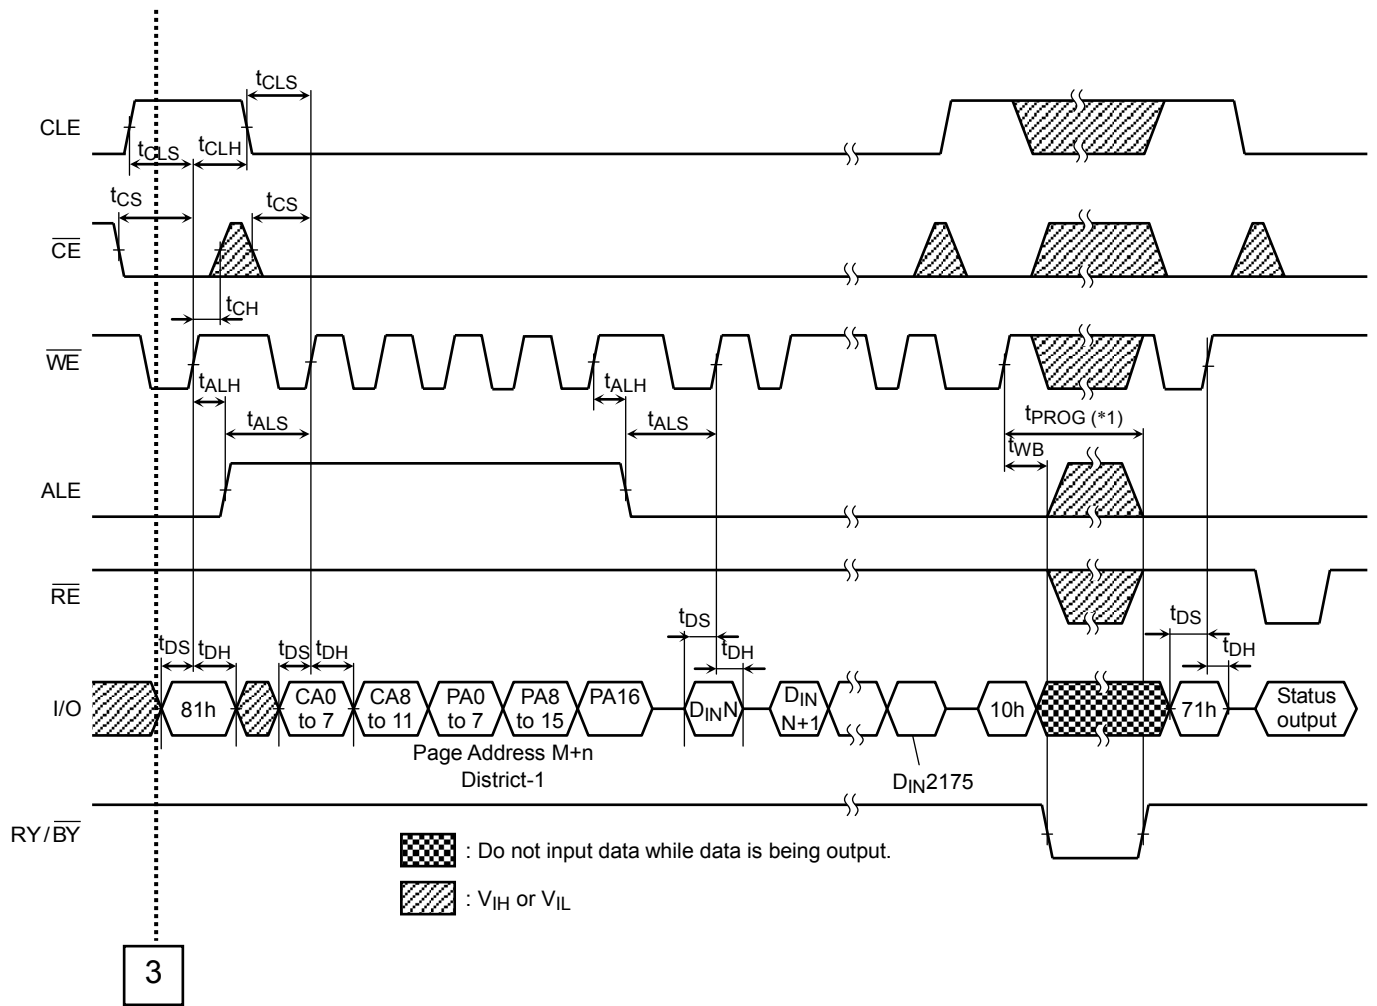 tCLS
CLE
tCLS
tCLH
tCS
tCS
CE
tCH
WE
tALH
tALH
tALS
tALS
tPROG (*1)
tWB
ALE
RE
tDS
tDH
tDS
tDH
tDS
tDH
tDS
tDH
I/O
81h
CA0 to 7
CA8 to 11
PA0 to 7
PA8 to 15
PA16
DINN
DIN N+1
10h
71h
Status output
Page Address M+n
District-1
DIN2175
RY/BY
: Do not input data while data is being output.
: VIH or VIL
3